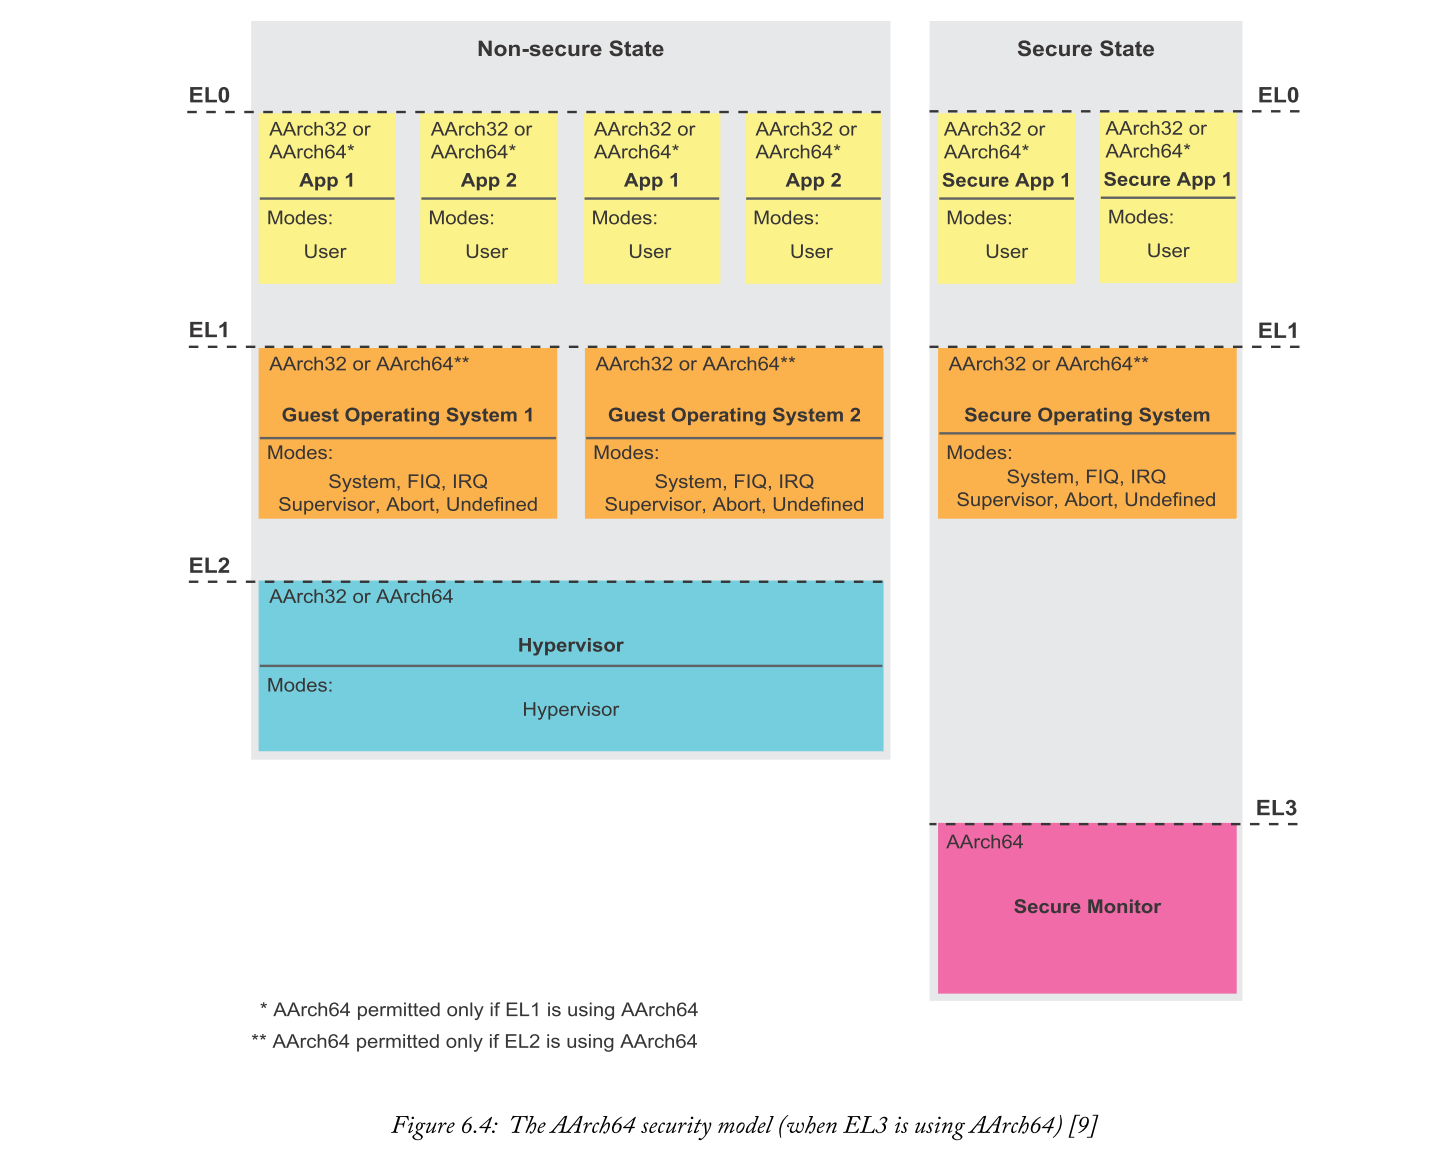 Non-secure State
Secure State
EL0
EL0
AArch32 or
AArch64*
App 1
Modes:
User
AArch32 or
AArch64*
App 2
Modes:
User
AArch32 or
AArch64*
App 1
Modes:
User
AArch32 or
AArch64*
App 2
Modes:
User
AArch32 or
AArch64*
Secure App 1
Modes:
User
AArch32 or
AArch64*
Secure App 1
Modes:
User
EL1
EL1
AArch32 or AArch64**
Guest Operating System 1
Modes:
System, FIQ, IRQ
Supervisor, Abort, Undefined
AArch32 or AArch64**
Guest Operating System 2
Modes:
System, FIQ, IRQ
Supervisor, Abort, Undefined
AArch32 or AArch64**
Secure Operating System
Modes:
System, FIQ, IRQ
Supervisor, Abort, Undefined
EL2
AArch32 or AArch64
Hypervisor
Modes:
Hypervisor
EL3
AArch64
Secure Monitor
* AArch64 permitted only if EL1 is using AArch64
** AArch64 permitted only if EL2 is using AArch64
Figure 6.4: The AArch64 security model (when EL3 is using AArch64) [9]